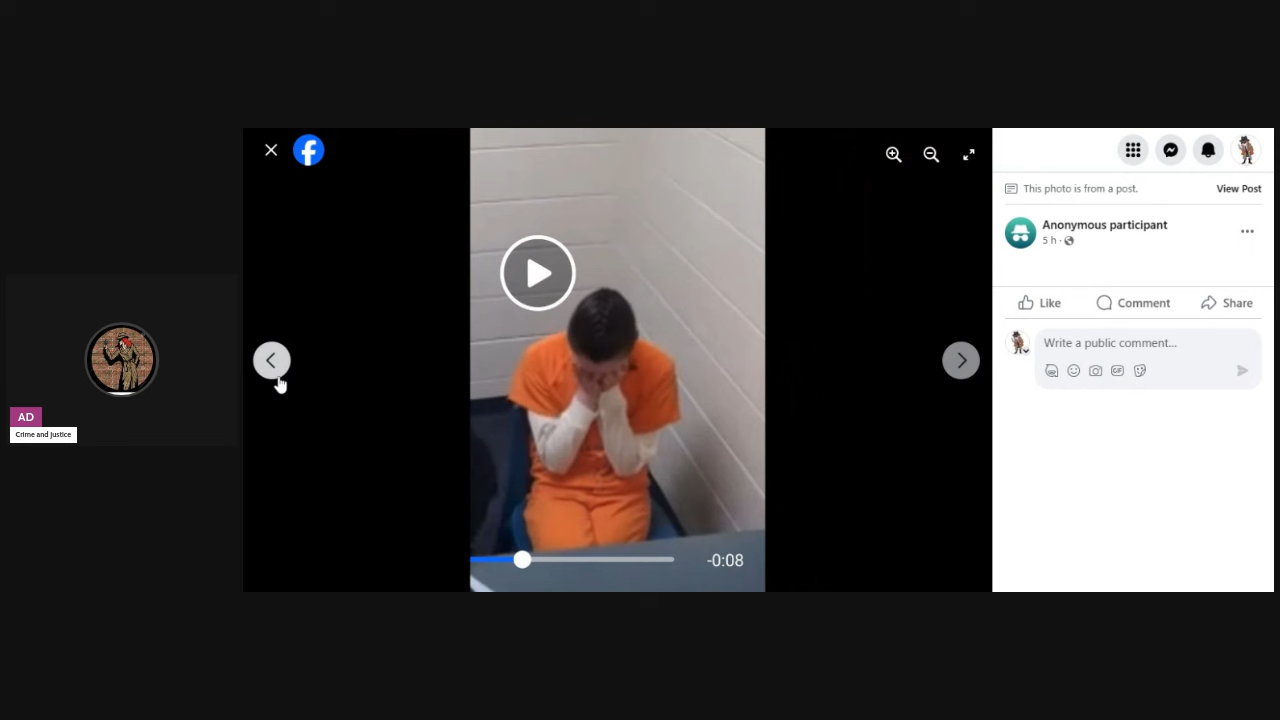 This photo is from a post.
View Post
Anonymous participant
5 h ·
Like
Comment
Share
Write a public comment...
GIF
-0:08
AD
Crime and Justice